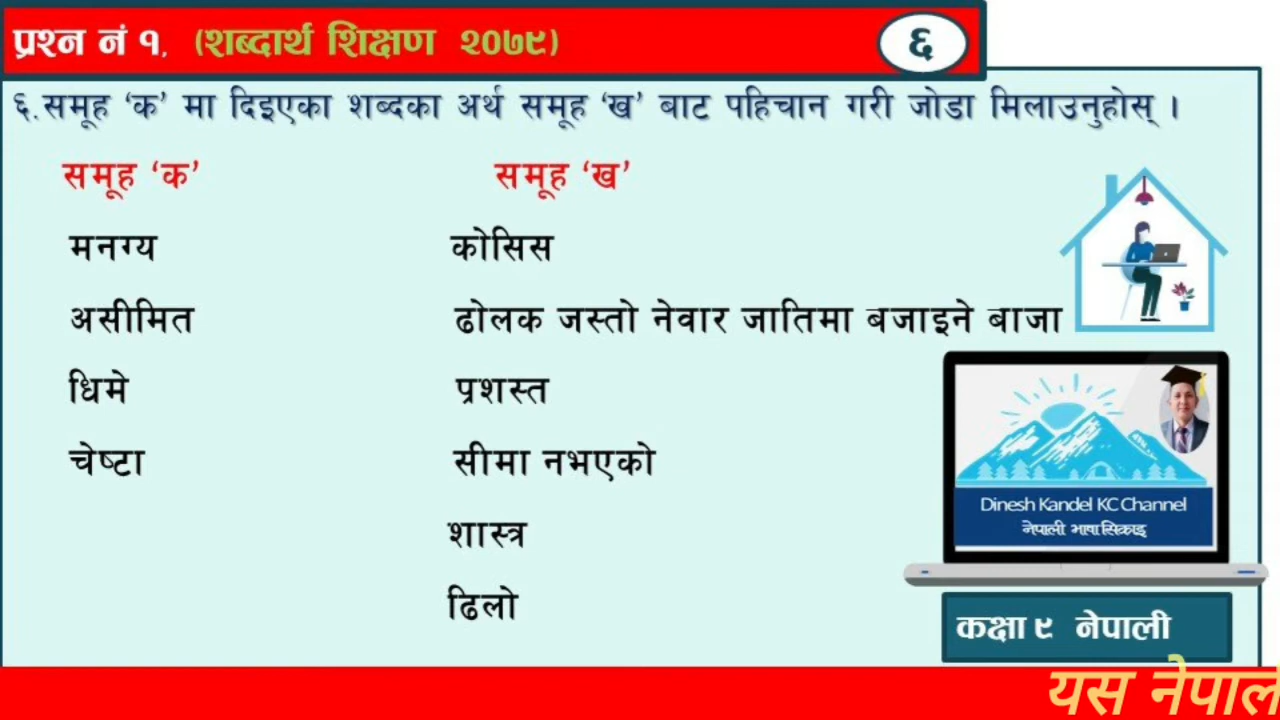 प्रश्न नं १. (शब्दार्थ शिक्षण २०७९) ६
६.समूह ‘क’ मा दिइएका शब्दका अर्थ समूह ‘ख’ बाट पहिचान गरी जोडा मिलाउनुहोस् ।
समूह ‘क’ समूह ‘ख’
मनग्य कोसिस
असीमित ढोलक जस्तो नेवार जातिमा बजाइने बाजा
धिमे प्रशस्त
चेष्टा सीमा नभएको
शास्त्र
ढिलो
Dinesh Kandel KC Channel
नेपाली भाषा सिकाइ
कक्षा ९ नेपाली
यस नेपाल